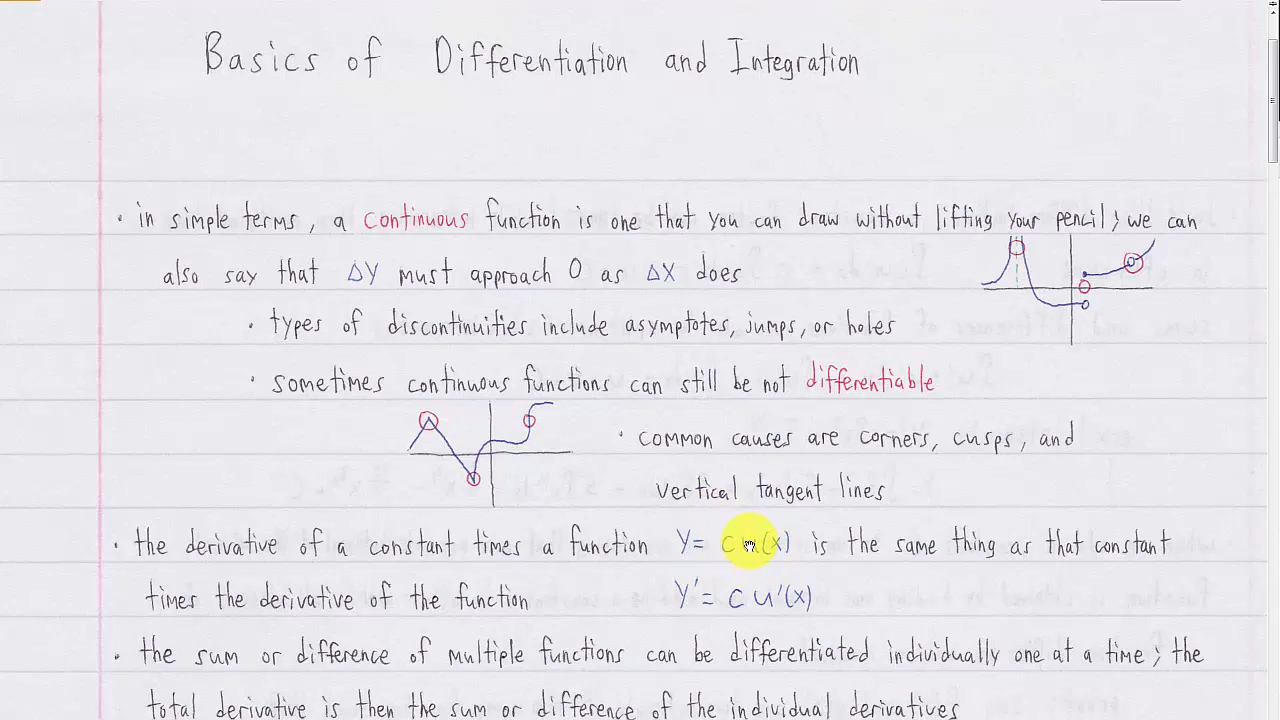 Basics of Differentiation and Integration
• in simple terms, a continuous function is one that you can draw without lifting your pencil; we can
also say that ΔY must approach 0 as ΔX does
• types of discontinuities include asymptotes, jumps, or holes
• sometimes continuous functions can still be not differentiable
• common causes are corners, cusps, and
vertical tangent lines
• the derivative of a constant times a function Y= c u(x) is the same thing as that constant
times the derivative of the function Y'= c u'(x)
• the sum or difference of multiple functions can be differentiated individually one at a time; the
total derivative is then the sum or difference of the individual derivatives